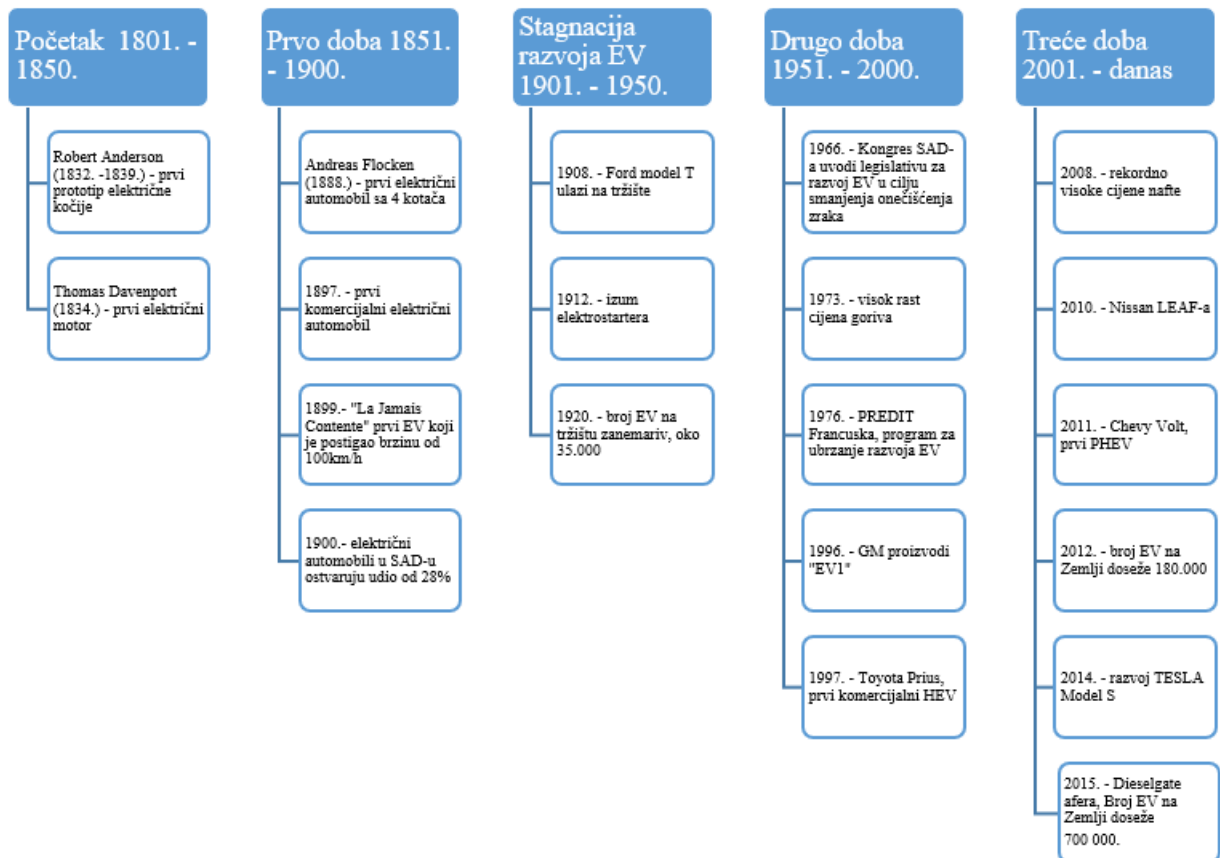 Početak 1801. -
1850.
Robert Anderson
(1832. -1839.) - prvi
prototip električne
kočije
Thomas Davenport
(1834.) - prvi električni
motor
Prvo doba 1851.
- 1900.
Andreas Flocken
(1888.) - prvi električni
automobil sa 4 kotača
1897. - prvi
komercijalni električni
automobil
1899.- "La Jamais
Contente" prvi EV koji
je postigao brzinu od
100km/h
1900.- električni
automobili u SAD-u
ostvaruju udio od 28%
Stagnacija
razvoja EV
1901. - 1950.
1908. - Ford model T
ulazi na tržište
1912. - izum
elektrostartera
1920. - broj EV na
tržištu zanemariv, oko
35.000
Drugo doba
1951. - 2000.
1966. - Kongres SAD-
a uvodi legislativu za
razvoj EV u cilju
smanjenja onečišćenja
zraka
1973. - visok rast
cijena goriva
1976. - PREDIT
Francuska, program za
ubrzanje razvoja EV
1996. - GM proizvodi
"EV1"
1997. - Toyota Prius,
prvi komercijalni HEV
Treće doba
2001. - danas
2008. - rekordno
visoke cijene nafte
2010. - Nissan LEAF-a
2011. - Chevy Volt,
prvi PHEV
2012. - broj EV na
Zemlji doseže 180.000
2014. - razvoj TESLA
Model S
2015. - Dieselgate
afera, Broj EV na
Zemlji doseže
700 000.